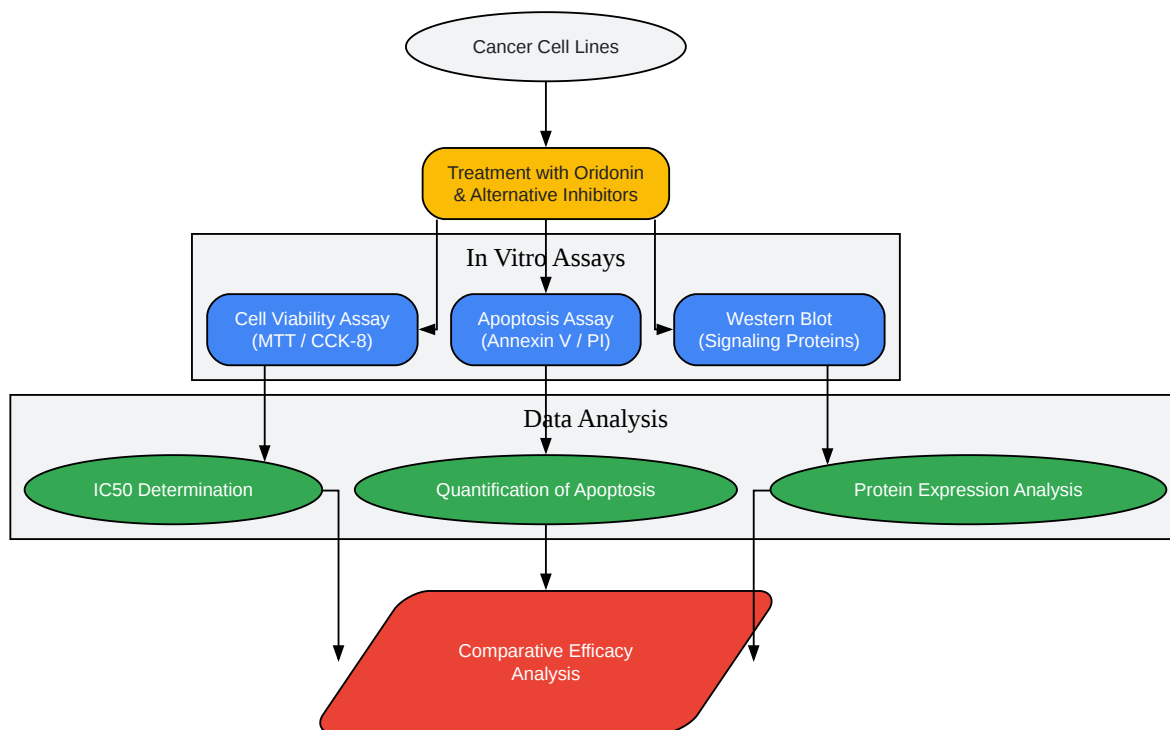 Cancer Cell Lines
Treatment with Oridonin
& Alternative Inhibitors
In Vitro Assays
Cell Viability Assay
(MTT / CCK-8)
Apoptosis Assay
(Annexin V / PI)
Western Blot
(Signaling Proteins)
Data Analysis
IC50 Determination
Quantification of Apoptosis
Protein Expression Analysis
Comparative Efficacy
Analysis